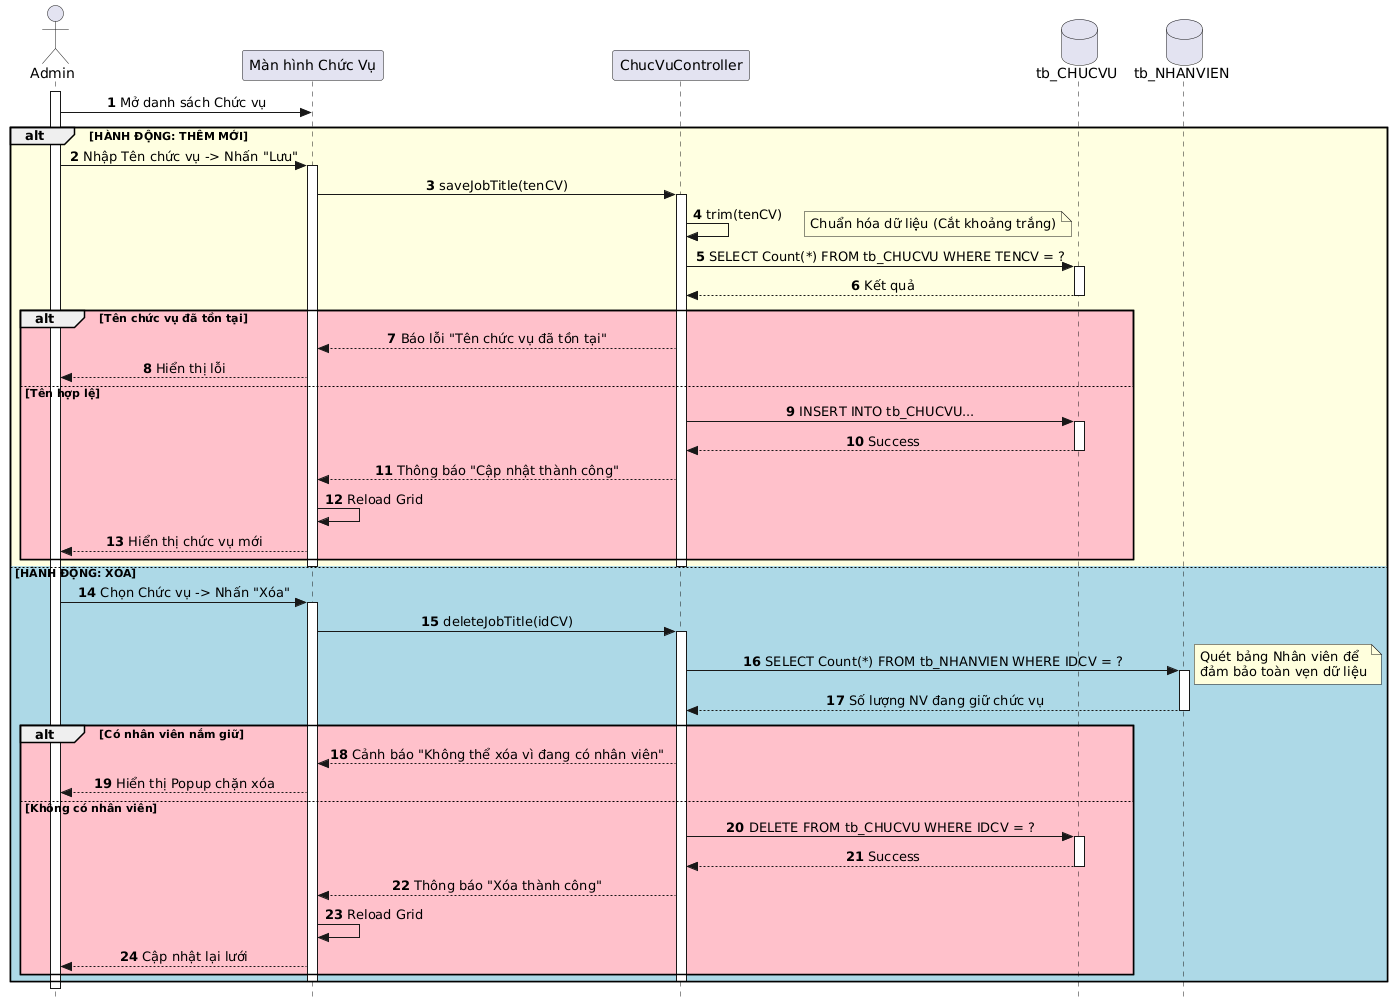 Admin
Màn hình Chức Vụ
ChucVuController
tb_CHUCVU
tb_NHANVIEN
1 Mở danh sách Chức vụ
alt [HÀNH ĐỘNG: THÊM MỚI]
2 Nhập Tên chức vụ -> Nhấn "Lưu"
3 saveJobTitle(tenCV)
4 trim(tenCV)
Chuẩn hóa dữ liệu (Cắt khoảng trắng)
5 SELECT Count(*) FROM tb_CHUCVU WHERE TENCV = ?
6 Kết quả
alt [Tên chức vụ đã tồn tại]
7 Báo lỗi "Tên chức vụ đã tồn tại"
8 Hiển thị lỗi
[Tên hợp lệ]
9 INSERT INTO tb_CHUCVU...
10 Success
11 Thông báo "Cập nhật thành công"
12 Reload Grid
13 Hiển thị chức vụ mới
[HÀNH ĐỘNG: XÓA]
14 Chọn Chức vụ -> Nhấn "Xóa"
15 deleteJobTitle(idCV)
16 SELECT Count(*) FROM tb_NHANVIEN WHERE IDCV = ?
Quét bảng Nhân viên để
đảm bảo toàn vẹn dữ liệu
17 Số lượng NV đang giữ chức vụ
alt [Có nhân viên nắm giữ]
18 Cảnh báo "Không thể xóa vì đang có nhân viên"
19 Hiển thị Popup chặn xóa
[Không có nhân viên]
20 DELETE FROM tb_CHUCVU WHERE IDCV = ?
21 Success
22 Thông báo "Xóa thành công"
23 Reload Grid
24 Cập nhật lại lưới